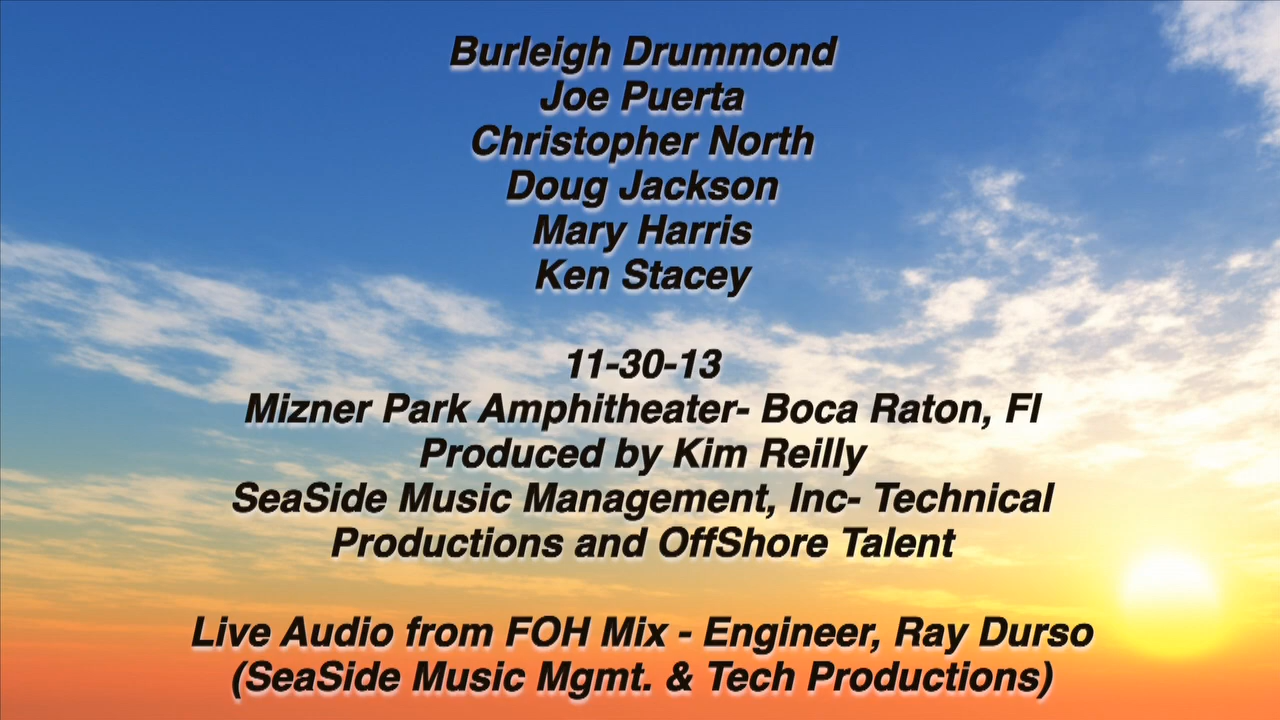 Burleigh Drummond
Joe Puerta
Christopher North
Doug Jackson
Mary Harris
Ken Stacey
11-30-13
Mizner Park Amphitheater- Boca Raton, Fl
Produced by Kim Reilly
SeaSide Music Management, Inc- Technical
Productions and OffShore Talent
Live Audio from FOH Mix - Engineer, Ray Durso
(SeaSide Music Mgmt. & Tech Productions)